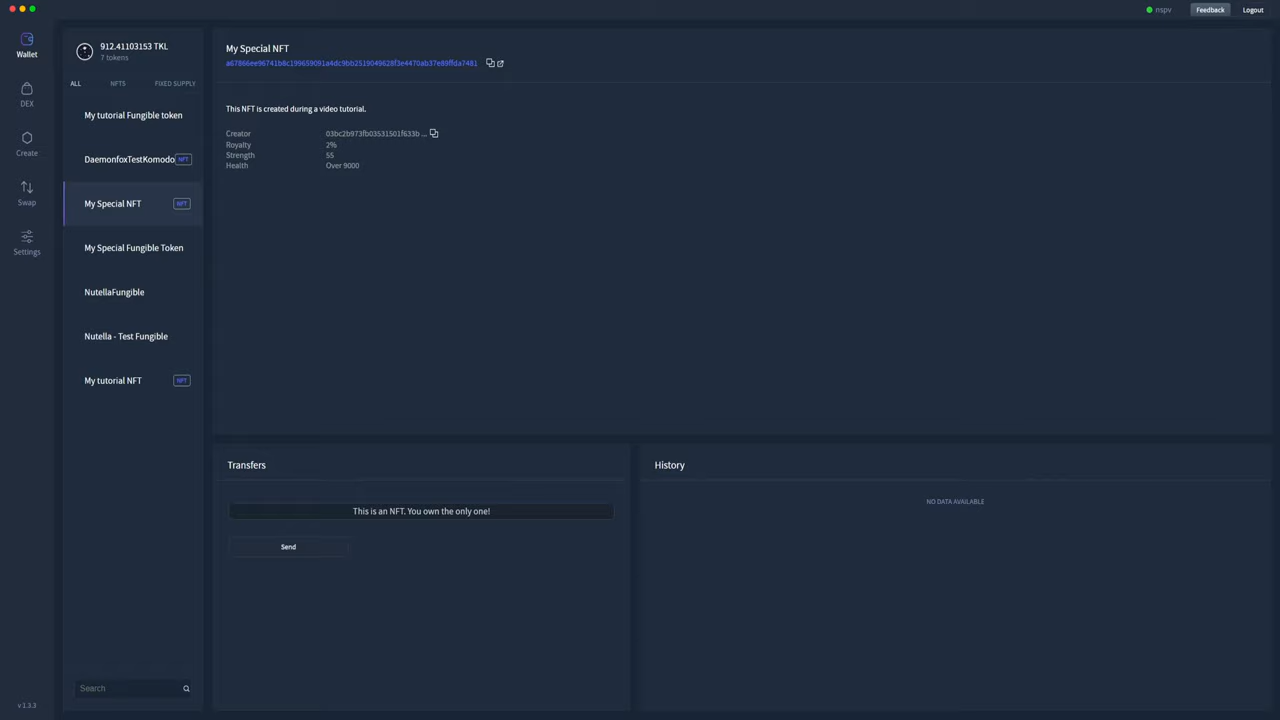 nspv
Feedback
Logout
Wallet
DEX
Create
Swap
Settings
v 1.3.3
912.41103153 TKL
7 tokens
ALL NFTS FIXED SUPPLY
My tutorial Fungible token
DaemonfoxTestKomodo NFT
My Special NFT NFT
My Special Fungible Token
NutellaFungible
Nutella - Test Fungible
My tutorial NFT NFT
Search
My Special NFT
a67866ee96741b8c199659091a4dc9bb2519049628f3e4470ab37e89ffda7481
This NFT is created during a video tutorial.
Creator 03bc2b973fb03531501f633b ...
Royalty 2%
Strength 55
Health Over 9000
Transfers
This is an NFT. You own the only one!
Send
History
NO DATA AVAILABLE